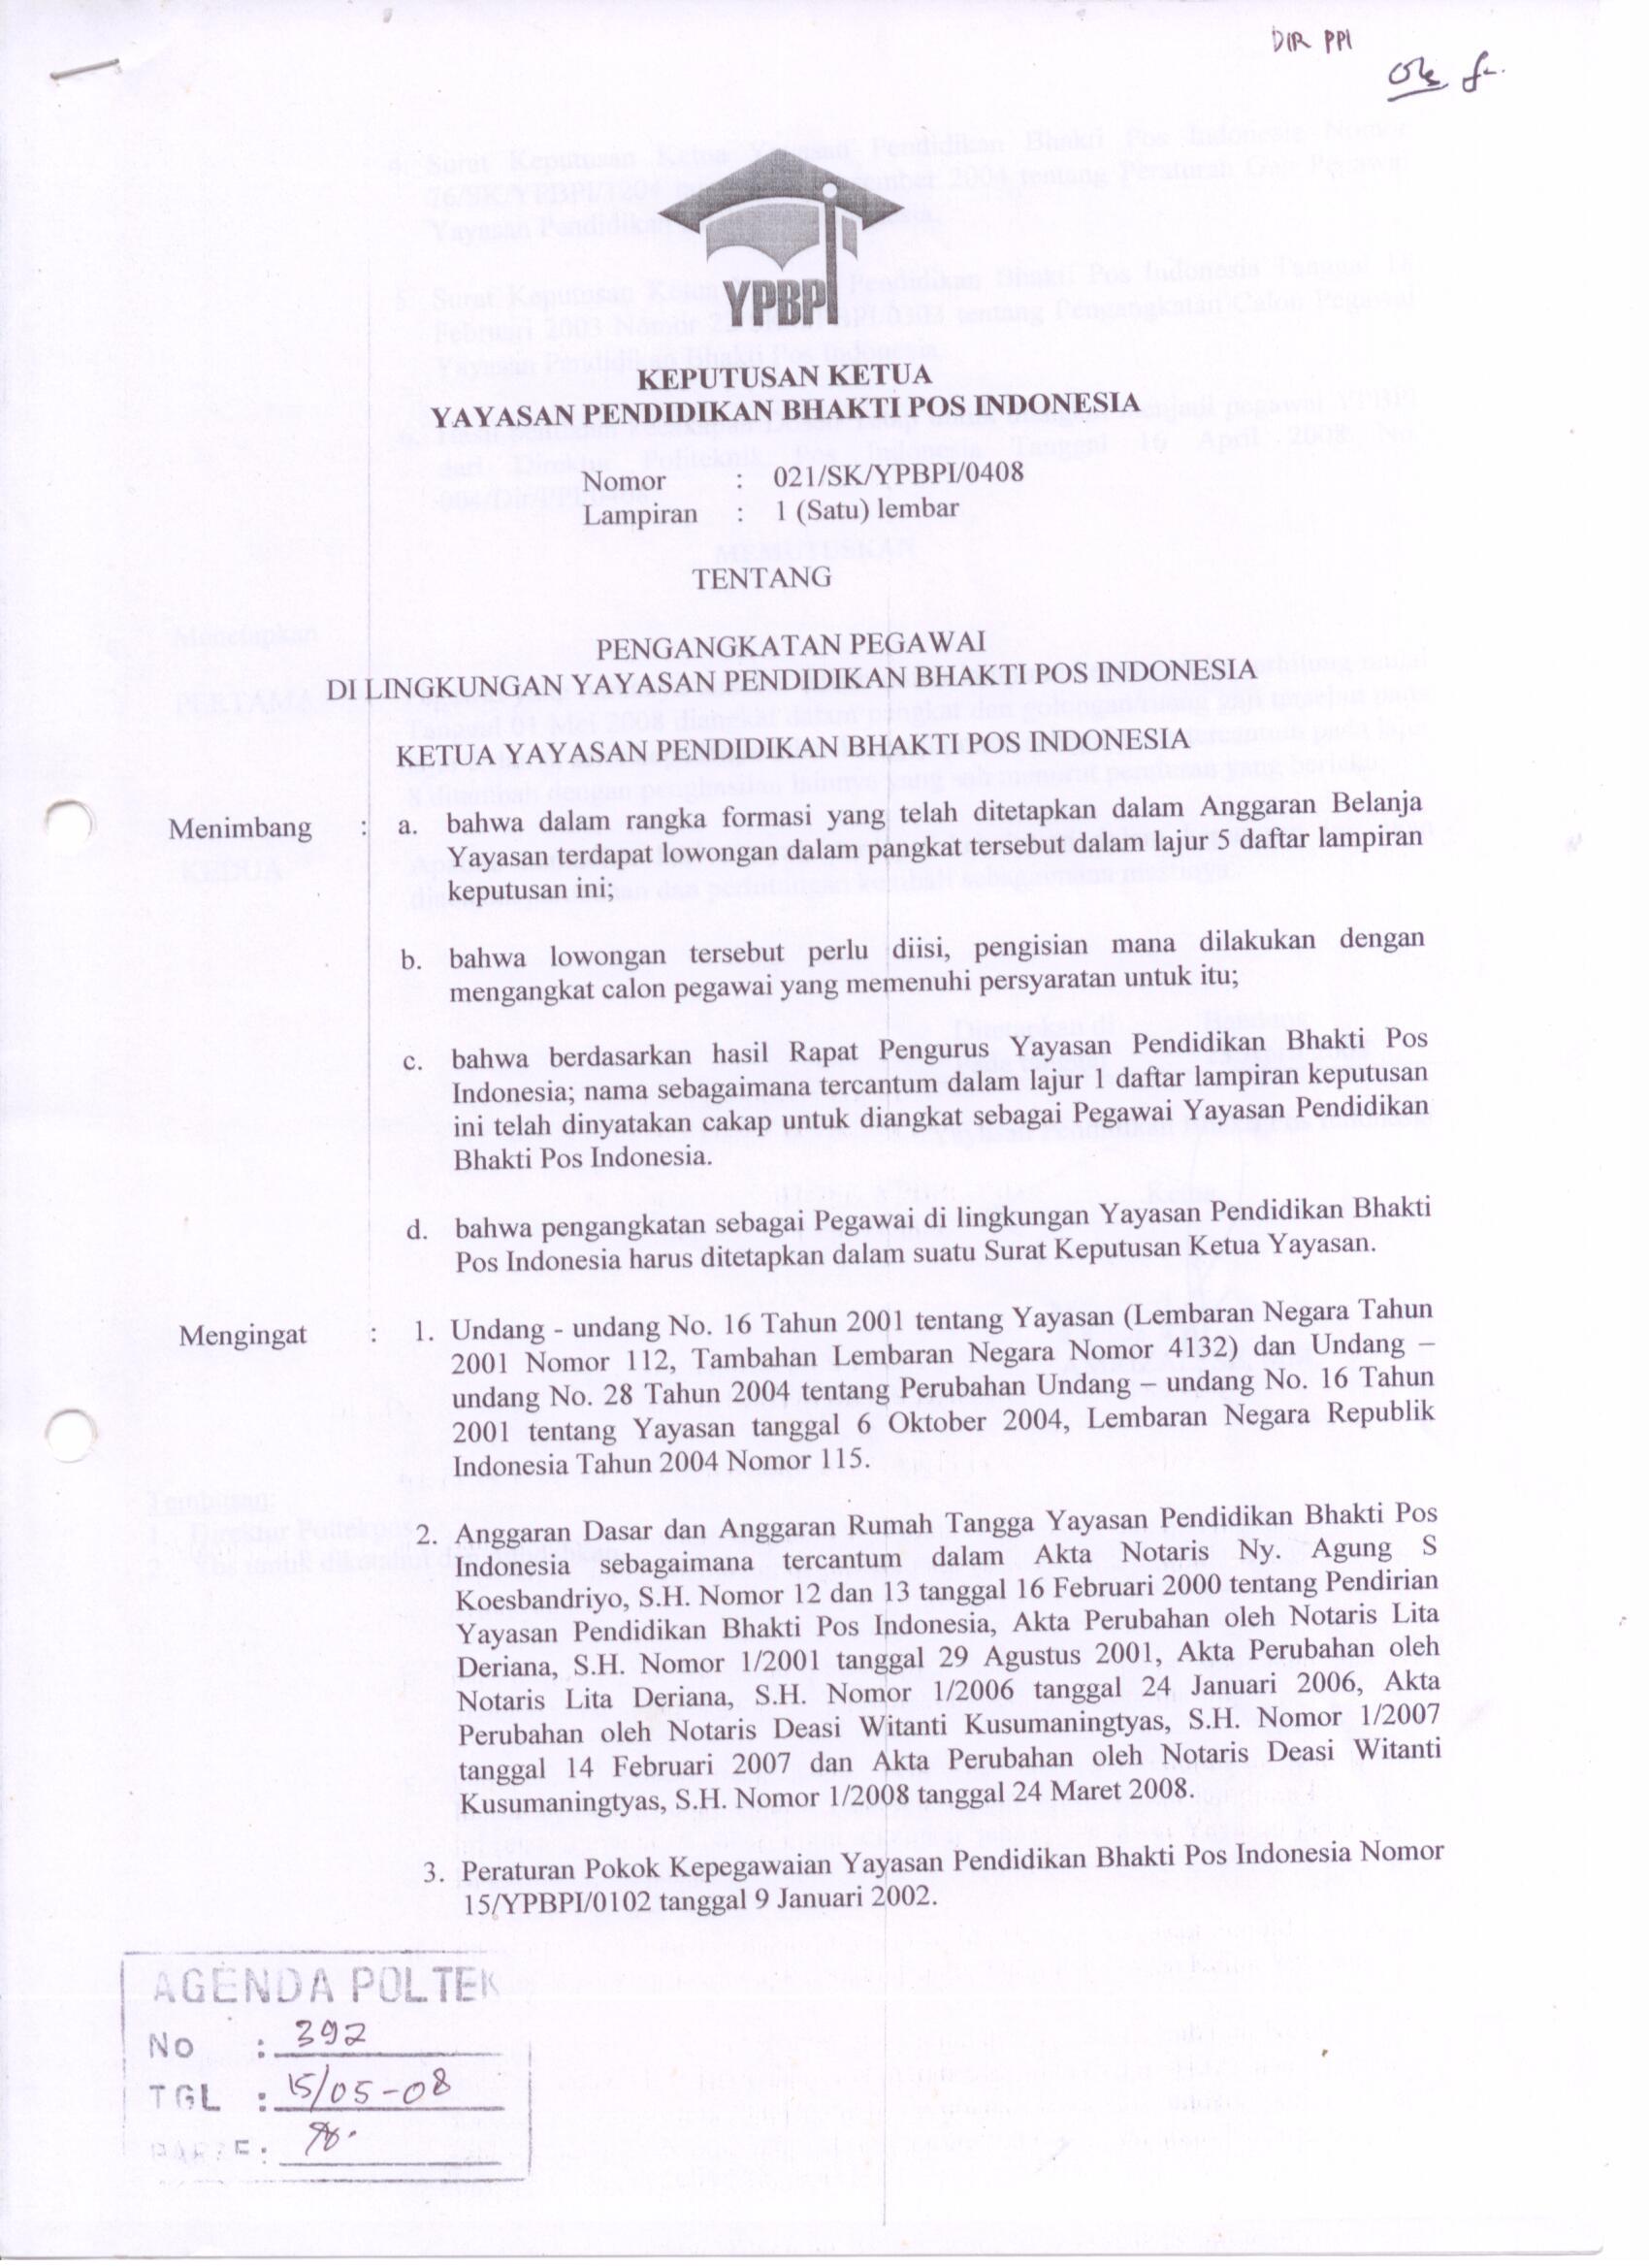 DIR PPI
YPBPI
KEPUTUSAN KETUA
YAYASAN PENDIDIKAN BHAKTI POS INDONESIA
Nomor : 021/SK/YPBPI/0408
Lampiran : 1 (Satu) lembar
TENTANG
PENGANGKATAN PEGAWAI
DI LINGKUNGAN YAYASAN PENDIDIKAN BHAKTI POS INDONESIA
KETUA YAYASAN PENDIDIKAN BHAKTI POS INDONESIA
Menimbang : a. bahwa dalam rangka formasi yang telah ditetapkan dalam Anggaran Belanja
Yayasan terdapat lowongan dalam pangkat tersebut dalam lajur 5 daftar lampiran
keputusan ini;
b. bahwa lowongan tersebut perlu diisi, pengisian mana dilakukan dengan
mengangkat calon pegawai yang memenuhi persyaratan untuk itu;
c. bahwa berdasarkan hasil Rapat Pengurus Yayasan Pendidikan Bhakti Pos
Indonesia; nama sebagaimana tercantum dalam lajur 1 daftar lampiran keputusan
ini telah dinyatakan cakap untuk diangkat sebagai Pegawai Yayasan Pendidikan
Bhakti Pos Indonesia.
d. bahwa pengangkatan sebagai Pegawai di lingkungan Yayasan Pendidikan Bhakti
Pos Indonesia harus ditetapkan dalam suatu Surat Keputusan Ketua Yayasan.
Mengingat : 1. Undang - undang No. 16 Tahun 2001 tentang Yayasan (Lembaran Negara Tahun
2001 Nomor 112, Tambahan Lembaran Negara Nomor 4132) dan Undang –
undang No. 28 Tahun 2004 tentang Perubahan Undang – undang No. 16 Tahun
2001 tentang Yayasan tanggal 6 Oktober 2004, Lembaran Negara Republik
Indonesia Tahun 2004 Nomor 115.
2. Anggaran Dasar dan Anggaran Rumah Tangga Yayasan Pendidikan Bhakti Pos
Indonesia sebagaimana tercantum dalam Akta Notaris Ny. Agung S
Koesbandriyo, S.H. Nomor 12 dan 13 tanggal 16 Februari 2000 tentang Pendirian
Yayasan Pendidikan Bhakti Pos Indonesia, Akta Perubahan oleh Notaris Lita
Deriana, S.H. Nomor 1/2001 tanggal 29 Agustus 2001, Akta Perubahan oleh
Notaris Lita Deriana, S.H. Nomor 1/2006 tanggal 24 Januari 2006, Akta
Perubahan oleh Notaris Deasi Witanti Kusumaningtyas, S.H. Nomor 1/2007
tanggal 14 Februari 2007 dan Akta Perubahan oleh Notaris Deasi Witanti
Kusumaningtyas, S.H. Nomor 1/2008 tanggal 24 Maret 2008.
3. Peraturan Pokok Kepegawaian Yayasan Pendidikan Bhakti Pos Indonesia Nomor
15/YPBPI/0102 tanggal 9 Januari 2002.
AGENDA POLTEK
No : 392
TGL : 15/05-08